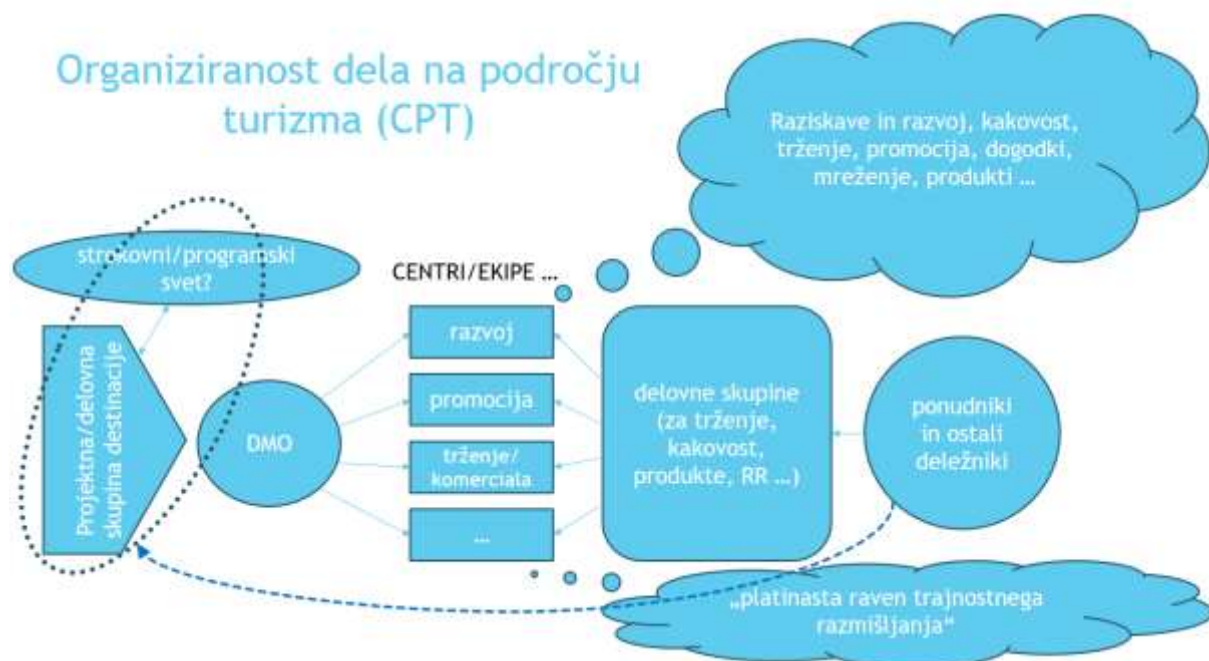 Organiziranost dela na področju
turizma (CPT)
Raziskave in razvoj, kakovost,
trženje, promocija, dogodki,
mreženje, produkti …
strokovni/programski
svet?
CENTRI/EKIPE …
Projektna/delovna
skupina destinacije
DMO
razvoj
promocija
trženje/
komerciala
…
delovne skupine
(za trženje,
kakovost,
produkte, RR …)
ponudniki
in ostali
deležniki
„platinasta raven trajnostnega
razmišljanja“